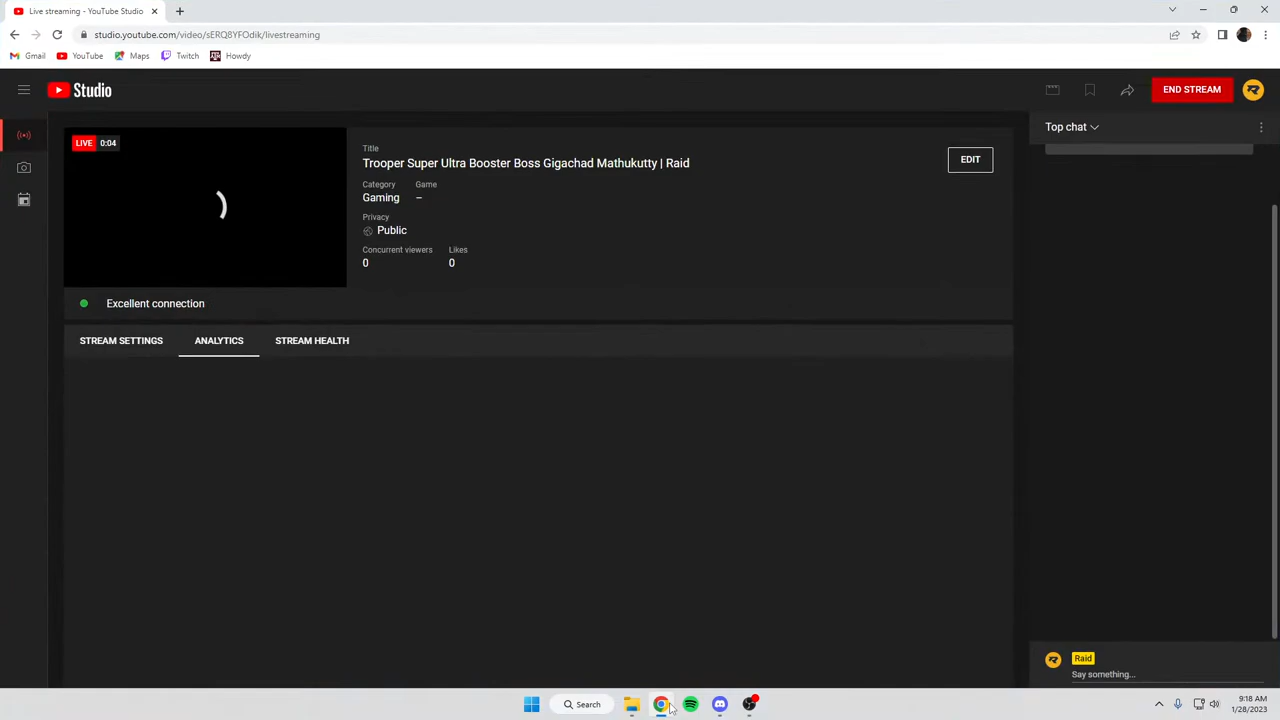 Live streaming - YouTube Studio
studio.youtube.com/video/sERQ8YFOdik/livestreaming
Gmail YouTube Maps Twitch Howdy
Studio
END STREAM
LIVE 0:04
Title
Trooper Super Ultra Booster Boss Gigachad Mathukutty | Raid
EDIT
Category Game
Gaming –
Privacy
Public
Concurrent viewers Likes
0 0
Excellent connection
STREAM SETTINGS ANALYTICS STREAM HEALTH
Top chat
Raid
Say something...
Search
9:18 AM
1/28/2023